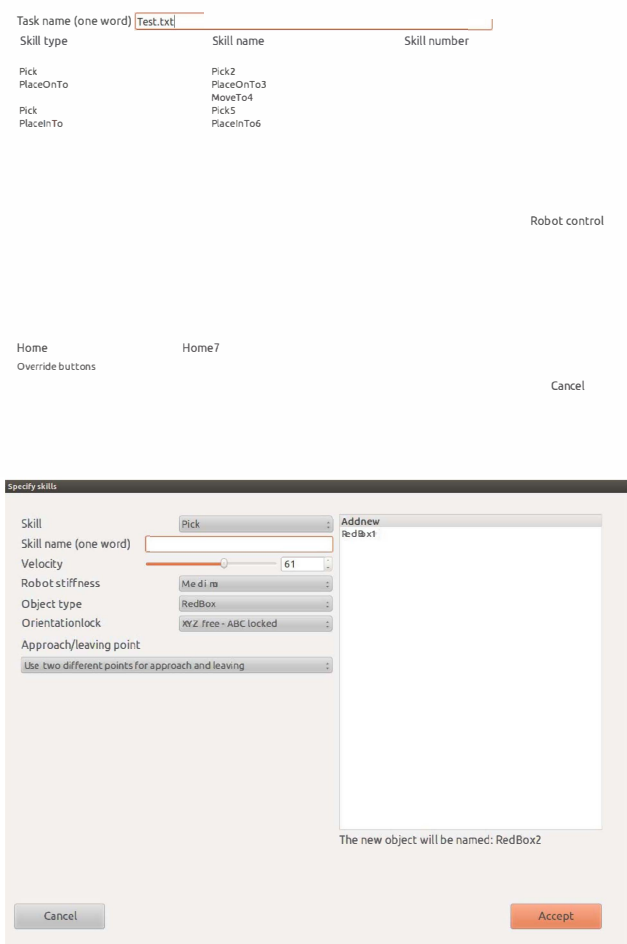 Task name (one word) Test.txt
Skill type Skill name Skill number
Pick Pick2
PlaceOnTo PlaceOnTo3
MoveTo4
Pick Pick5
PlaceInTo PlaceInTo6
Robot control
Home Home7
Override buttons
Cancel
Specify skills
Skill Pick
Skill name (one word)
Velocity 61
Robot stiffness
Object type RedBox
Orientationlock XYZ free - ABC locked
Approach/leaving point
Use two different points for approach and leaving
Addnew
RedBox1
The new object will be named: RedBox2
Cancel Accept